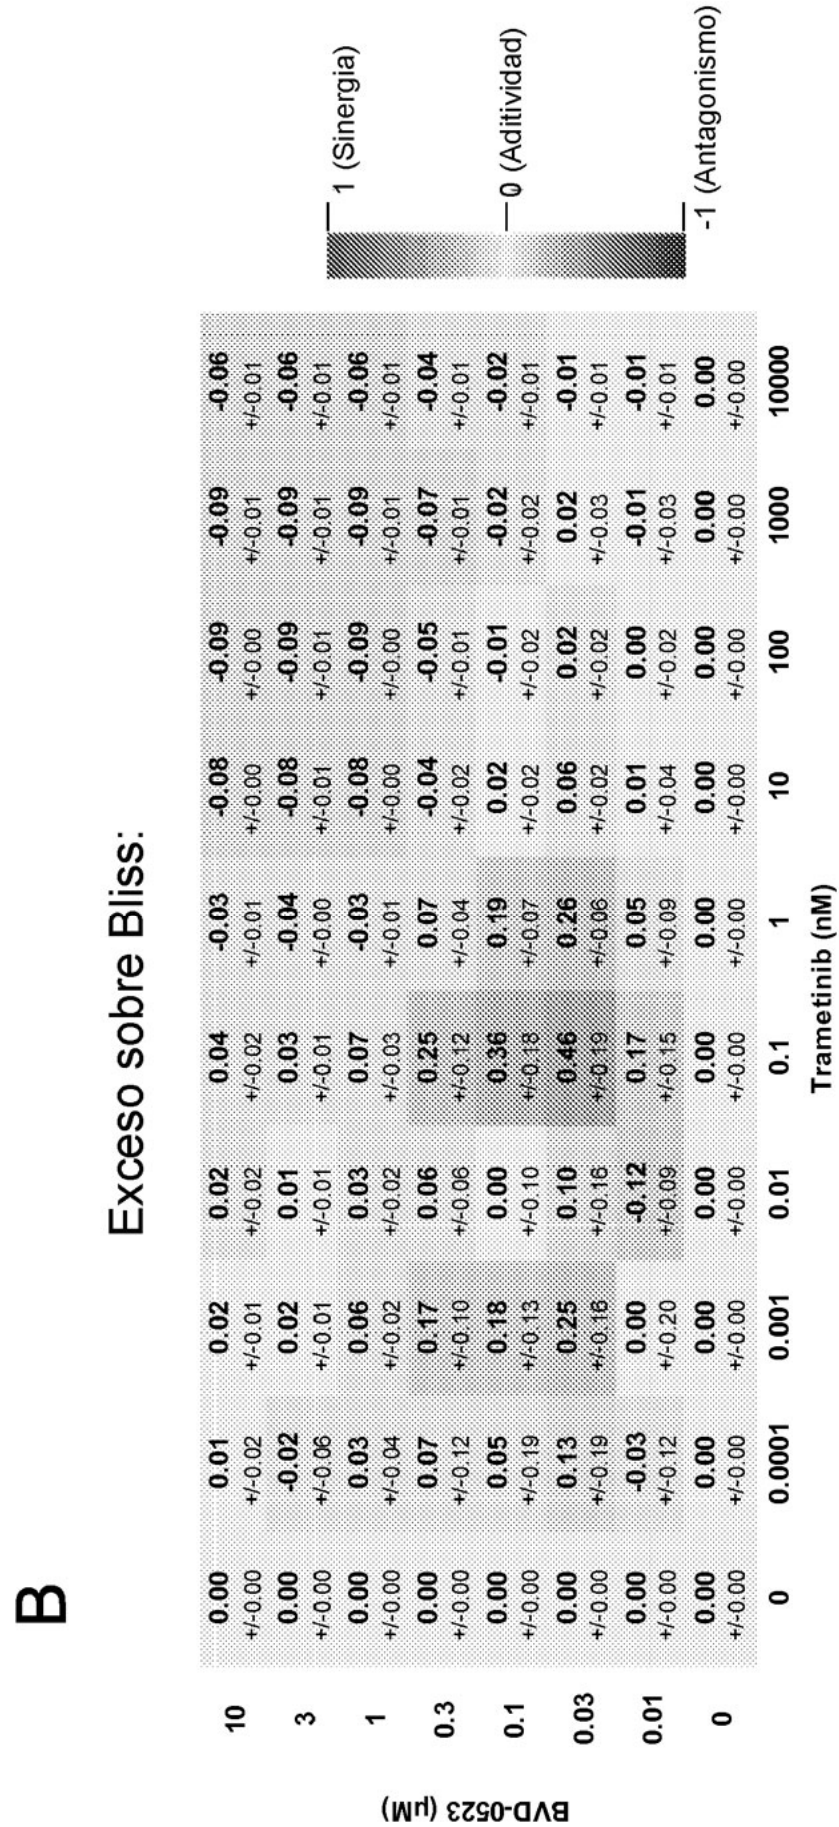 B
Exceso sobre Bliss:
10 0.00 0.01 0.02 0.02 0.04 -0.03 -0.08 -0.09 -0.09 -0.06
+/-0.00 +/-0.02 +/-0.01 +/-0.02 +/-0.02 +/-0.01 +/-0.00 +/-0.00 +/-0.01 +/-0.01
3 0.00 -0.02 0.02 0.01 0.03 -0.04 -0.08 -0.09 -0.09 -0.06
+/-0.00 +/-0.06 +/-0.01 +/-0.01 +/-0.01 +/-0.00 +/-0.01 +/-0.01 +/-0.01 +/-0.01
1 0.00 0.03 0.06 0.03 0.07 -0.03 -0.08 -0.09 -0.09 -0.06
+/-0.00 +/-0.04 +/-0.02 +/-0.02 +/-0.03 +/-0.01 +/-0.00 +/-0.00 +/-0.01 +/-0.01
0.3 0.00 0.07 0.17 0.06 0.25 0.07 -0.04 -0.05 -0.07 -0.04
+/-0.00 +/-0.12 +/-0.10 +/-0.06 +/-0.12 +/-0.04 +/-0.02 +/-0.01 +/-0.01 +/-0.01
0.1 0.00 0.05 0.18 0.00 0.36 0.19 0.02 -0.01 -0.02 -0.02
+/-0.00 +/-0.19 +/-0.13 +/-0.10 +/-0.18 +/-0.07 +/-0.02 +/-0.02 +/-0.02 +/-0.01
0.03 0.00 0.13 0.25 0.10 0.46 0.26 0.06 0.02 0.02 -0.01
+/-0.00 +/-0.19 +/-0.16 +/-0.16 +/-0.19 +/-0.06 +/-0.02 +/-0.02 +/-0.03 +/-0.01
0.01 0.00 -0.03 0.00 -0.12 0.17 0.05 0.01 0.00 -0.01 -0.01
+/-0.00 +/-0.12 +/-0.20 +/-0.09 +/-0.15 +/-0.09 +/-0.04 +/-0.02 +/-0.03 +/-0.01
0 0.00 0.00 0.00 0.00 0.00 0.00 0.00 0.00 0.00 0.00
+/-0.00 +/-0.00 +/-0.00 +/-0.00 +/-0.00 +/-0.00 +/-0.00 +/-0.00 +/-0.00 +/-0.00
0 0.0001 0.001 0.01 0.1 1 10 100 1000 10000
Trametinib (nM)
BVD-0523 (µM)
1 (Sinergia)
0 (Aditividad)
-1 (Antagonismo)